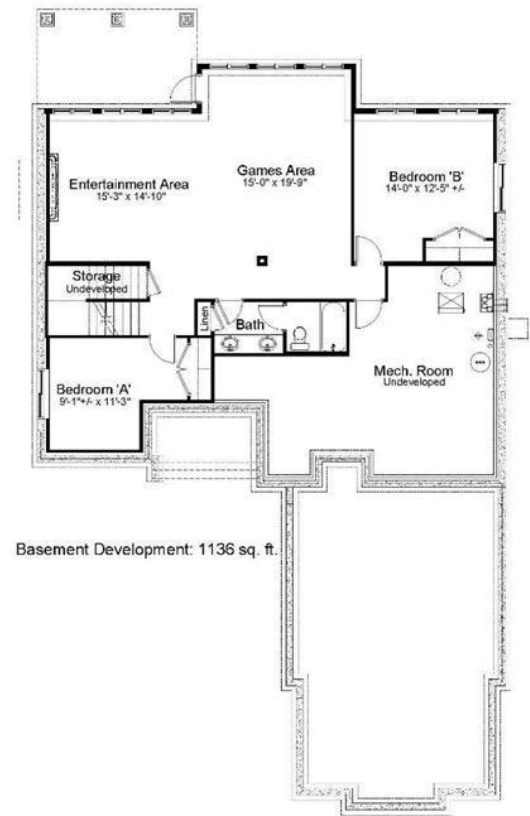 Games Area
15'-0" x 19'-9"
Bedroom 'B'
14'-0" x 12'-5" +/-
Entertainment Area
15'-3" x 14'-10"
Storage
Undeveloped
Linen
Bath
Mech. Room
Undeveloped
Bedroom 'A'
9'-1"+/- x 11'-3"
Basement Development: 1136 sq. ft.